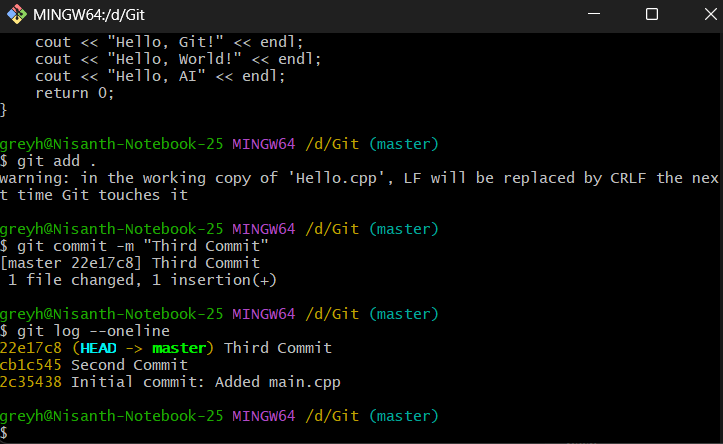 MINGW64:/d/Git
    cout << "Hello, Git!" << endl;
    cout << "Hello, World!" << endl;
    cout << "Hello, AI" << endl;
    return 0;
}
greyh@Nisanth-Notebook-25 MINGW64 /d/Git (master)
$ git add .
warning: in the working copy of 'Hello.cpp', LF will be replaced by CRLF the nex
t time Git touches it
greyh@Nisanth-Notebook-25 MINGW64 /d/Git (master)
$ git commit -m "Third Commit"
[master 22e17c8] Third Commit
 1 file changed, 1 insertion(+)
greyh@Nisanth-Notebook-25 MINGW64 /d/Git (master)
$ git log --oneline
22e17c8 (HEAD -> master) Third Commit
cb1c545 Second Commit
2c35438 Initial commit: Added main.cpp
greyh@Nisanth-Notebook-25 MINGW64 /d/Git (master)
$